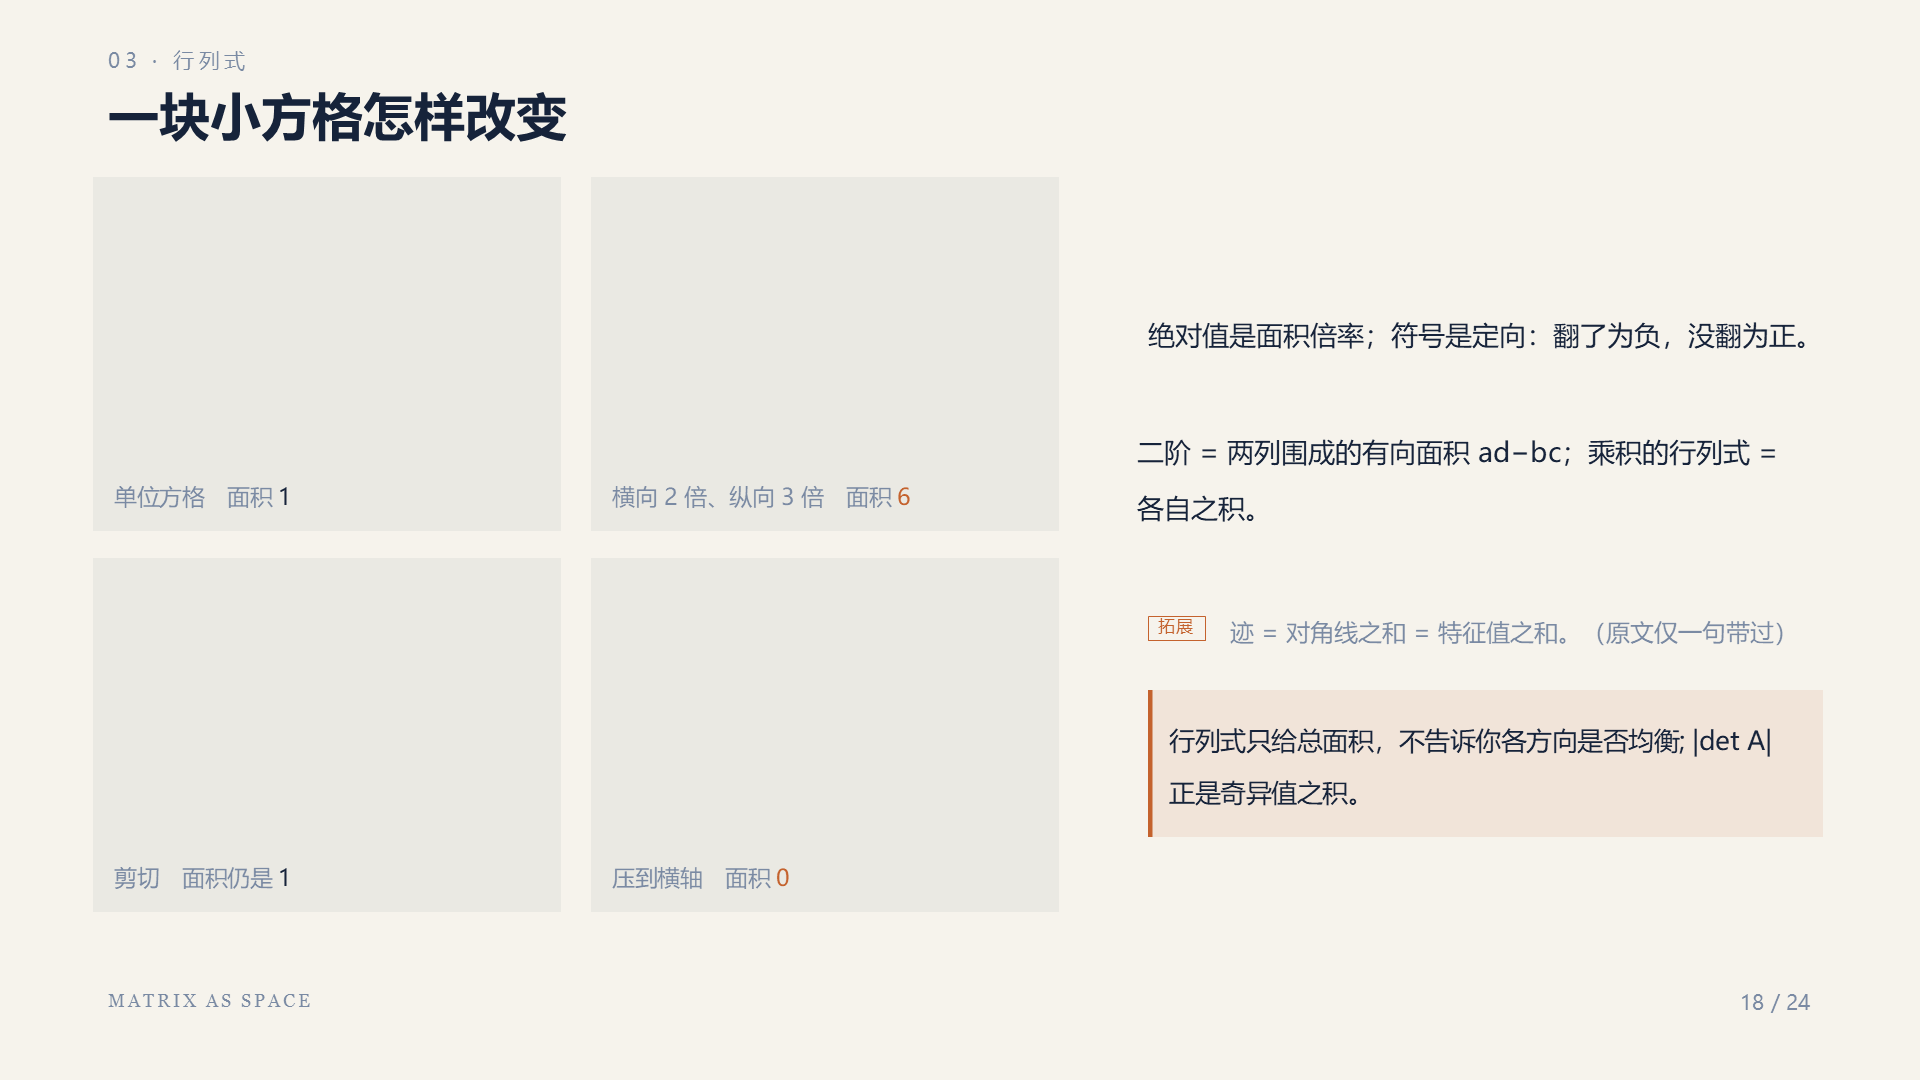 03 · 行列式
一块小方格怎样改变
单位方格 面积 1
横向 2 倍、纵向 3 倍 面积 6
剪切 面积仍是 1
压到横轴 面积 0
绝对值是面积倍率；符号是定向：翻了为负，没翻为正。
二阶 = 两列围成的有向面积 ad−bc；乘积的行列式 =
各自之积。
拓展 迹 = 对角线之和 = 特征值之和。（原文仅一句带过）
行列式只给总面积，不告诉你各方向是否均衡; |det A|
正是奇异值之积。
MATRIX AS SPACE
18 / 24